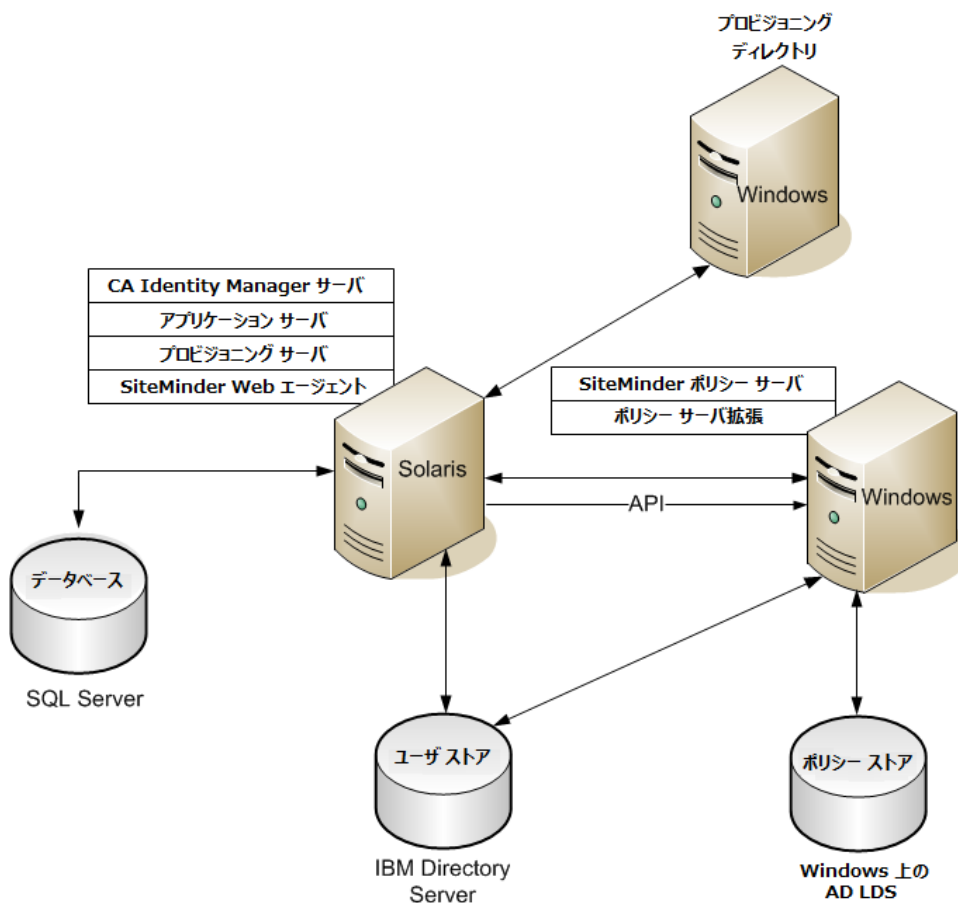 プロビジョニング
ディレクトリ
Windows
CA Identity Manager サーバ
アプリケーション サーバ
プロビジョニング サーバ
SiteMinder Web エージェント
SiteMinder ポリシー サーバ
ポリシー サーバ拡張
Solaris
Windows
API
データベース
SQL Server
ユーザ ストア
IBM Directory
Server
ポリシー ストア
Windows 上の
AD LDS